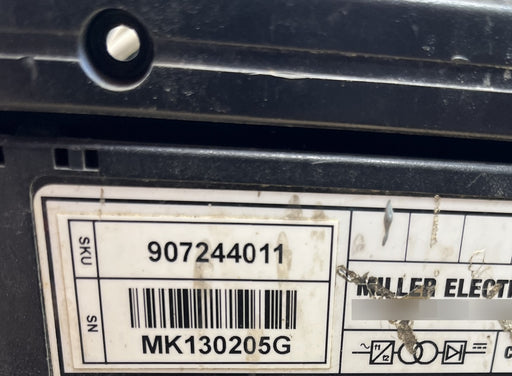 SKU
907244011
SN
MK130205G
MILLER ELECT